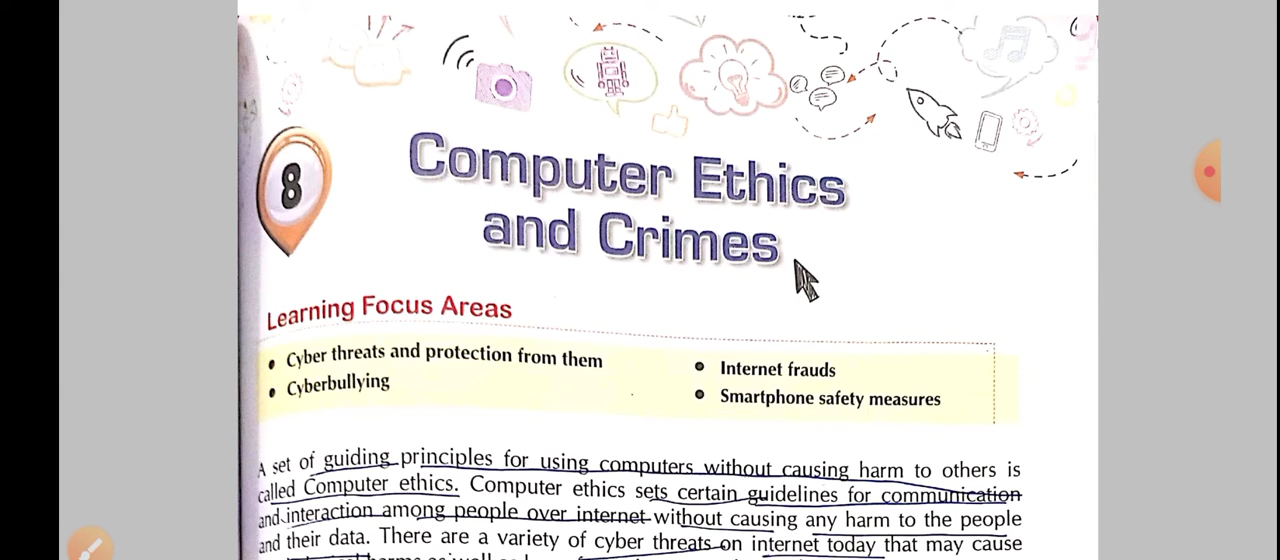 8
Computer Ethics
and Crimes
Learning Focus Areas
• Cyber threats and protection from them
• Cyberbullying
• Internet frauds
• Smartphone safety measures
A set of guiding principles for using computers without causing harm to others is
called Computer ethics. Computer ethics sets certain guidelines for communication
and interaction among people over internet without causing any harm to the people
and their data. There are a variety of cyber threats on internet today that may cause